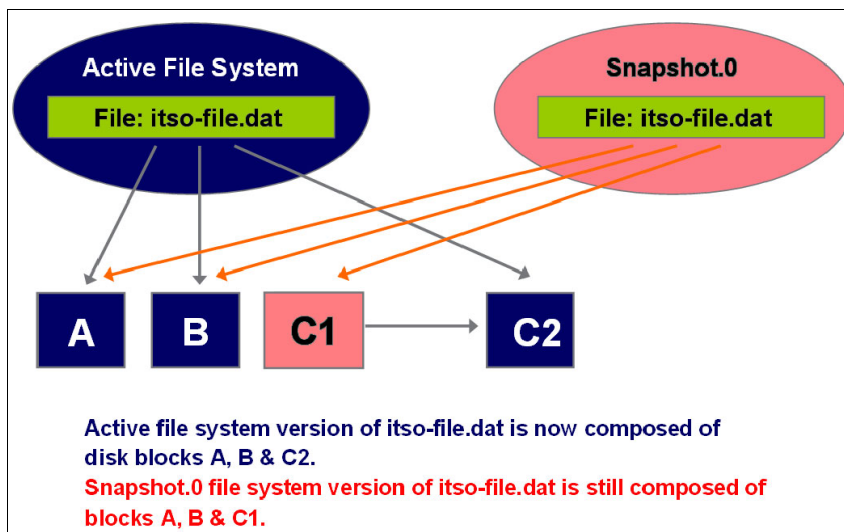 Active File System
Snapshot.0
File: itso-file.dat
File: itso-file.dat
A
B
C1
C2
Active file system version of itso-file.dat is now composed of
disk blocks A, B & C2.
Snapshot.0 file system version of itso-file.dat is still composed of
blocks A, B & C1.